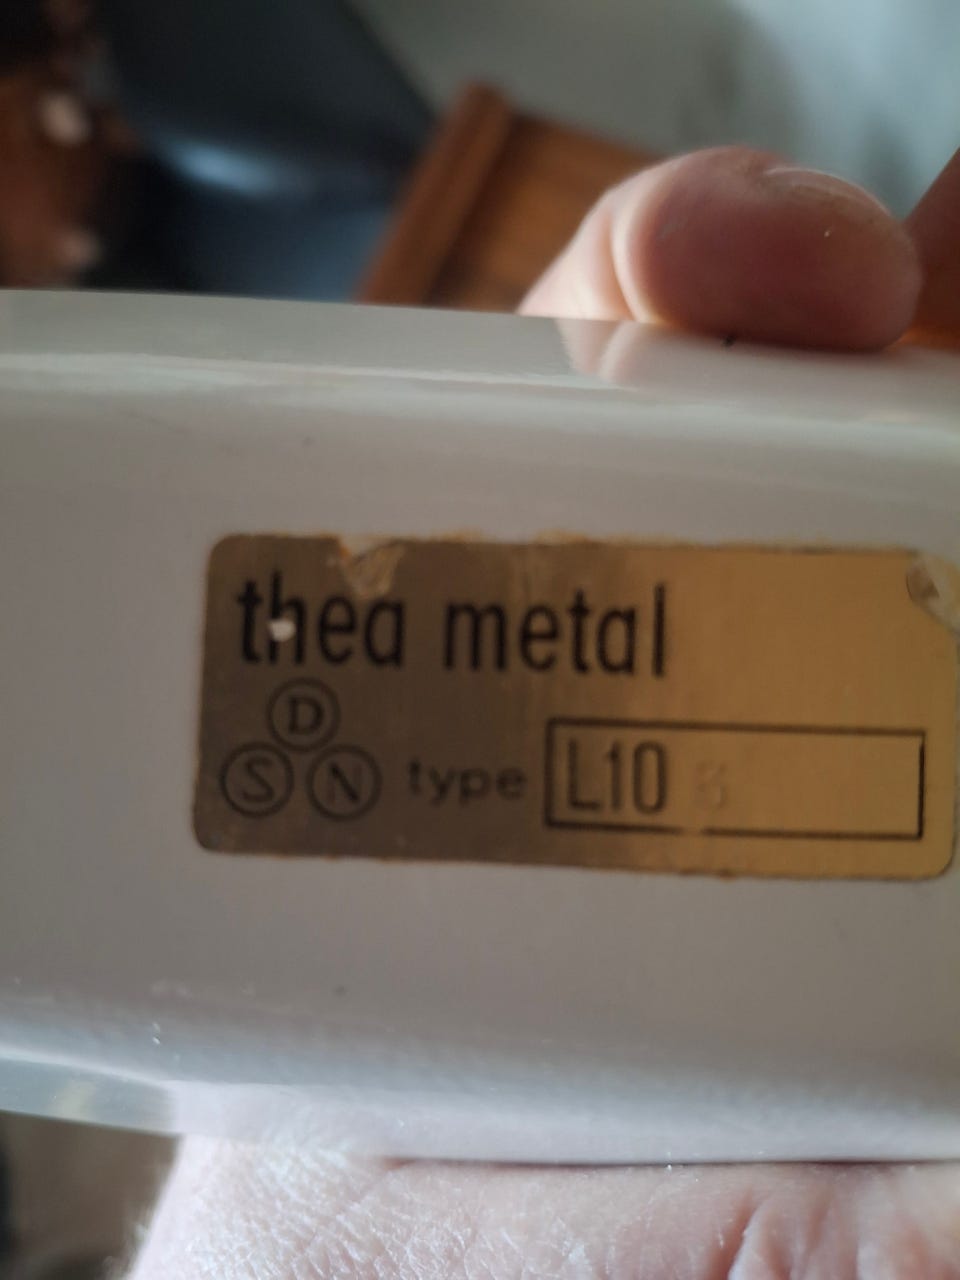 thea metal
D
S N type L10